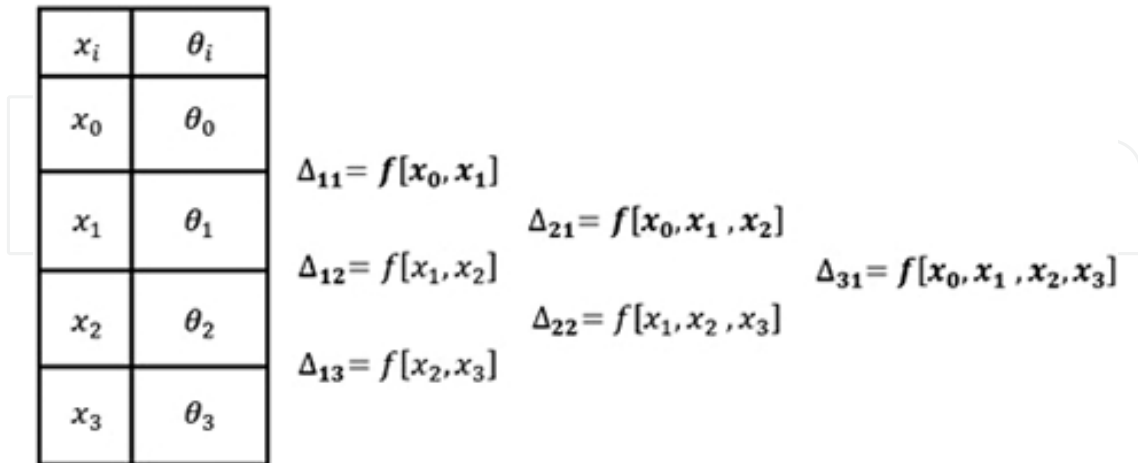 xᵢ θᵢ
x₀ θ₀
Δ₁₁= f[x₀,x₁]
x₁ θ₁ Δ₂₁= f[x₀,x₁ ,x₂]
Δ₁₂= f[x₁,x₂] Δ₃₁= f[x₀,x₁ ,x₂,x₃]
x₂ θ₂ Δ₂₂= f[x₁,x₂ ,x₃]
Δ₁₃= f[x₂,x₃]
x₃ θ₃